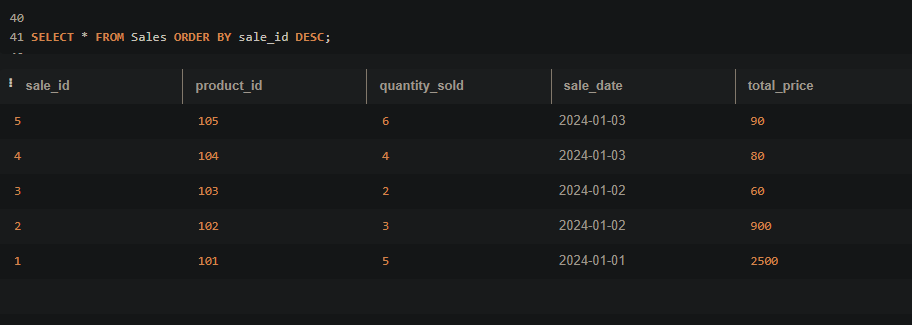 40
41 SELECT * FROM Sales ORDER BY sale_id DESC;
sale_id product_id quantity_sold sale_date total_price
5 105 6 2024-01-03 90
4 104 4 2024-01-03 80
3 103 2 2024-01-02 60
2 102 3 2024-01-02 900
1 101 5 2024-01-01 2500